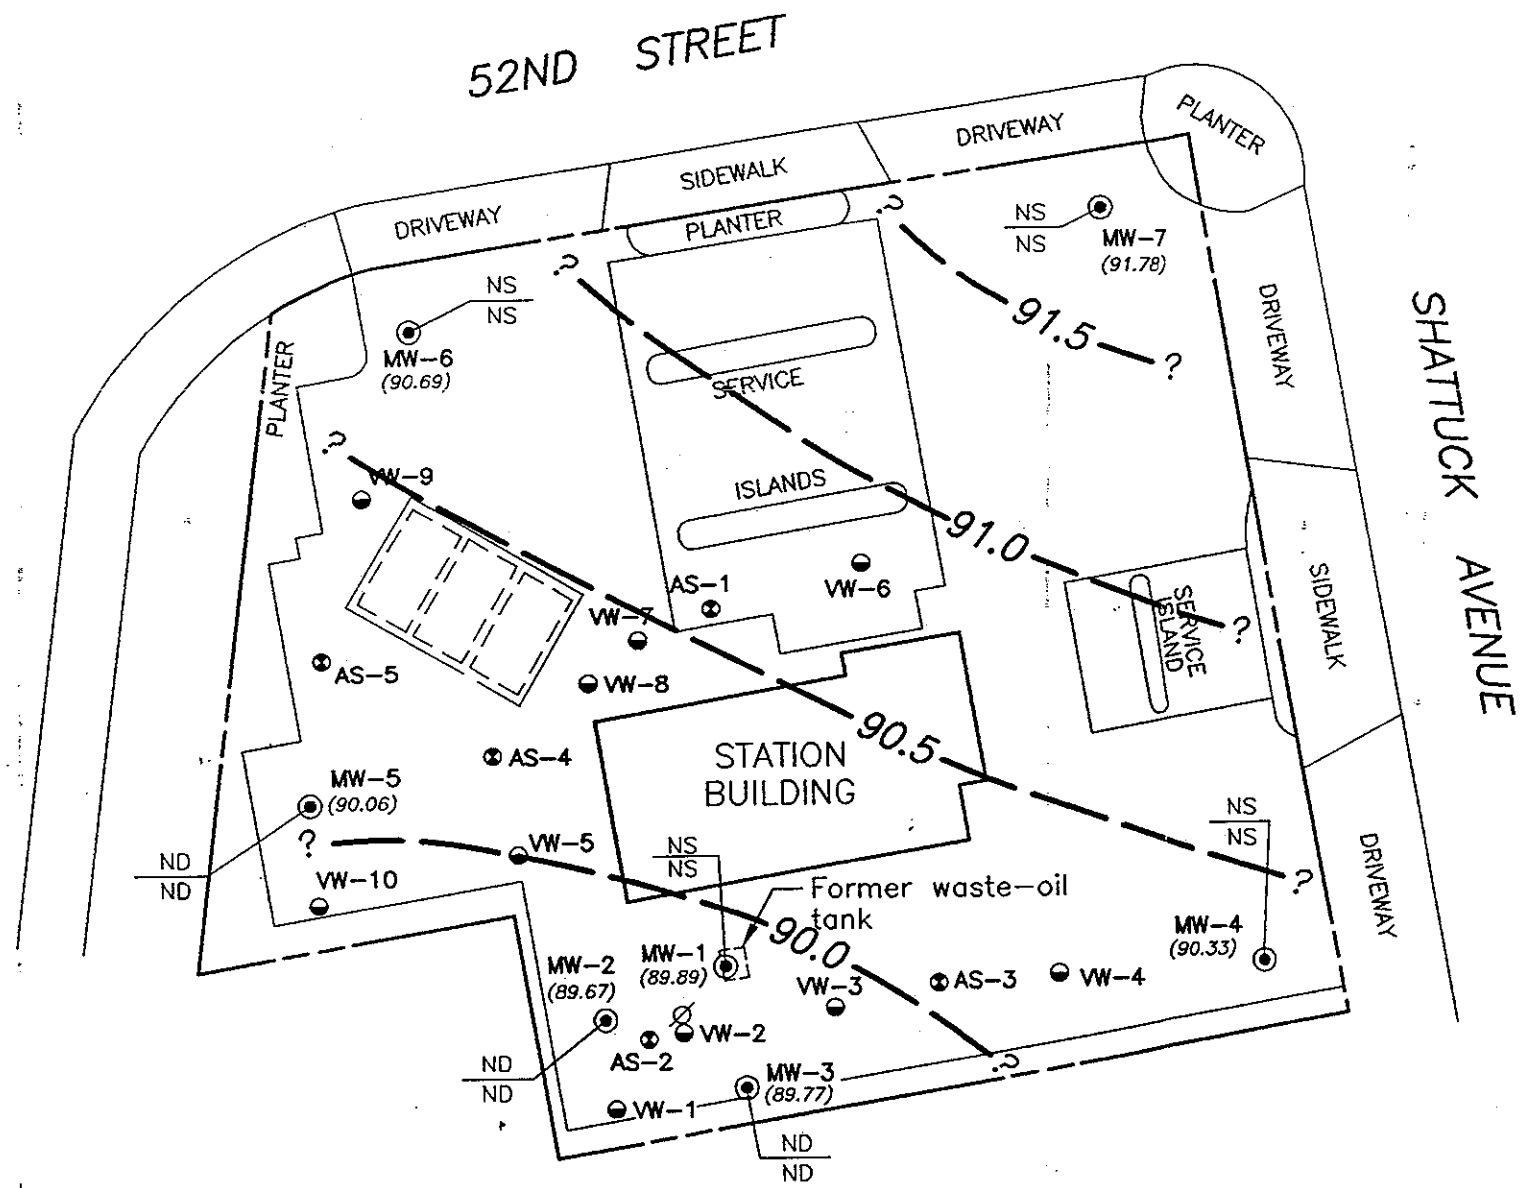 52ND STREET
PLANTER
DRIVEWAY
SIDEWALK
DRIVEWAY
PLANTER
?
NS
NS
MW-7
(91.78)
?
NS
NS
MW-6
(90.69)
PLANTER
DRIVEWAY
SHATTUCK AVENUE
91.5
?
SERVICE
ISLANDS
?
VW-9
91.0
AS-1
VW-6
VW-7
SERVICE
ISLAND
?
SIDEWALK
AS-5
VW-8
90.5
STATION
BUILDING
AS-4
MW-5
(90.06)
?
ND
ND
VW-5
VW-10
NS
NS
NS
NS
?
DRIVEWAY
Former waste-oil
tank
90.0
MW-4
(90.33)
MW-1
(89.89)
MW-2
(89.67)
VW-3
AS-3
VW-4
VW-2
AS-2
ND
ND
?
MW-3
(89.77)
VW-1
ND
ND